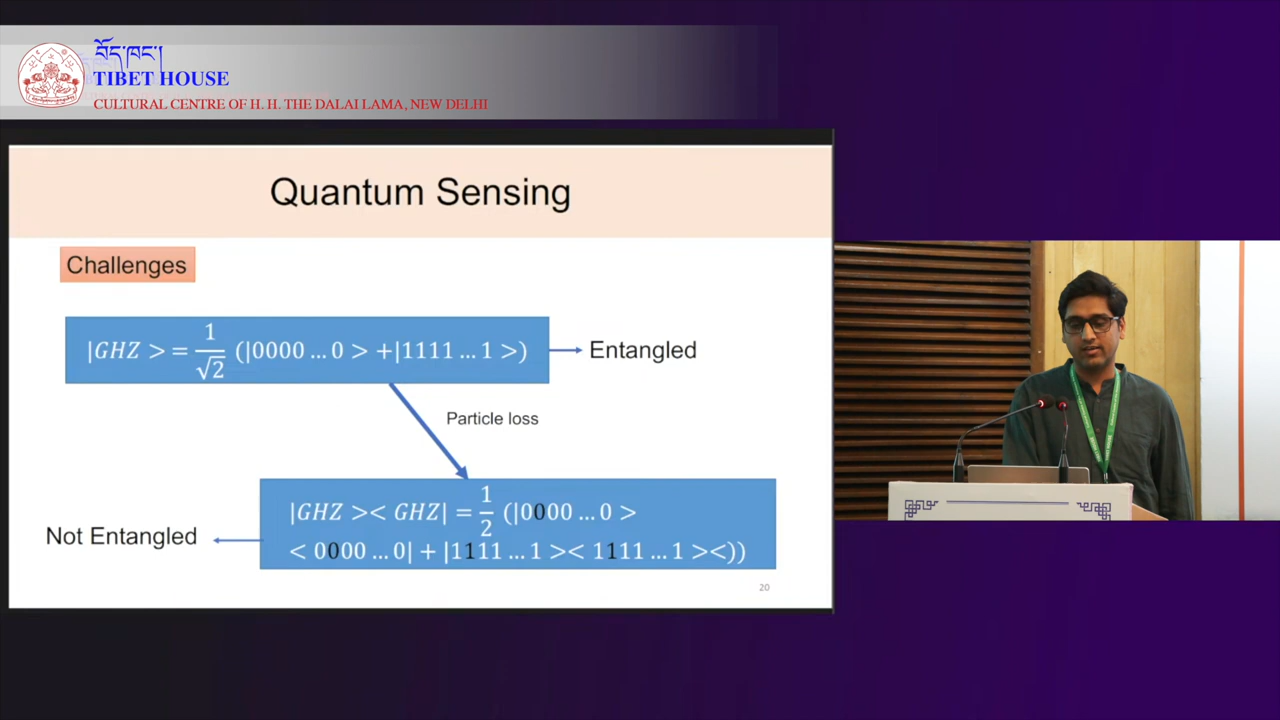 བོད་ཁང་།
TIBET HOUSE
CULTURAL CENTRE OF H. H. THE DALAI LAMA, NEW DELHI
Quantum Sensing
Challenges
|GHZ > = 1/√2 (|0000 … 0 > +|1111 … 1 >)
Entangled
Particle loss
|GHZ >< GHZ| = 1/2 (|0000 … 0 >
< 0000 … 0| + |1111 … 1 >< 1111 … 1 ><))
Not Entangled
20